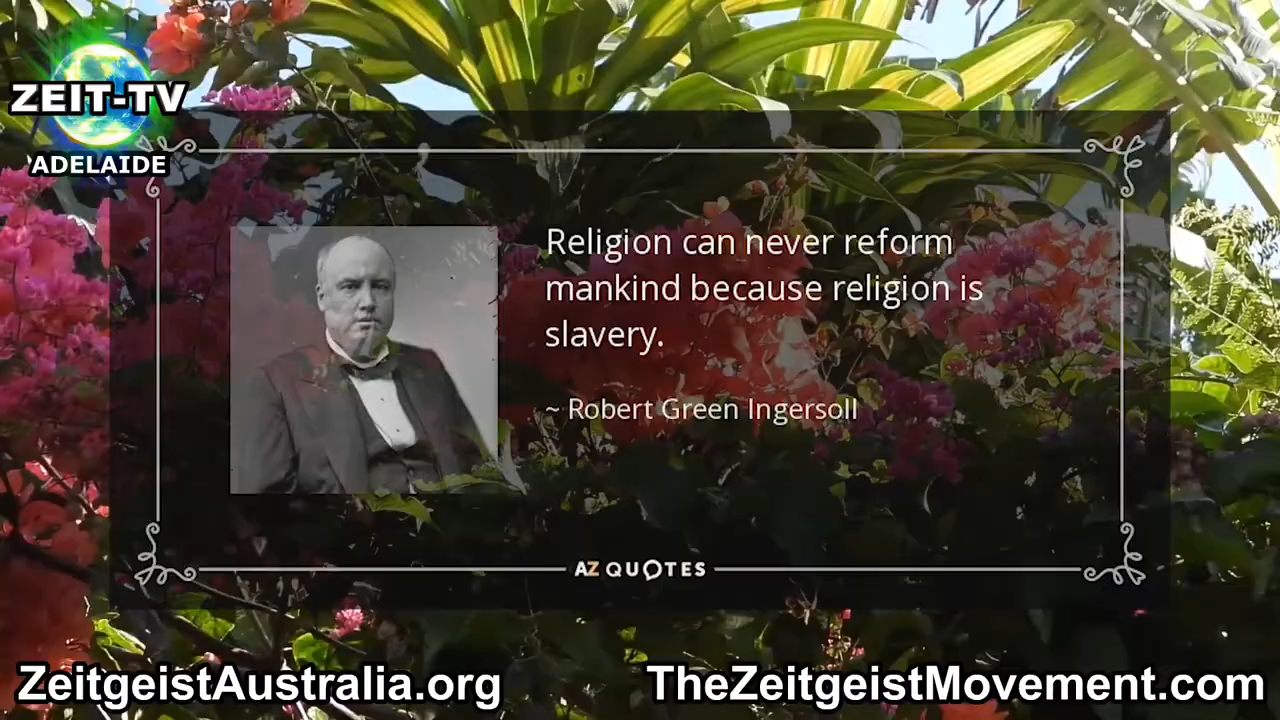 ZEIT-TV
ADELAIDE
Religion can never reform
mankind because religion is
slavery.
~ Robert Green Ingersoll
AZ QUOTES
ZeitgeistAustralia.org
TheZeitgeistMovement.com